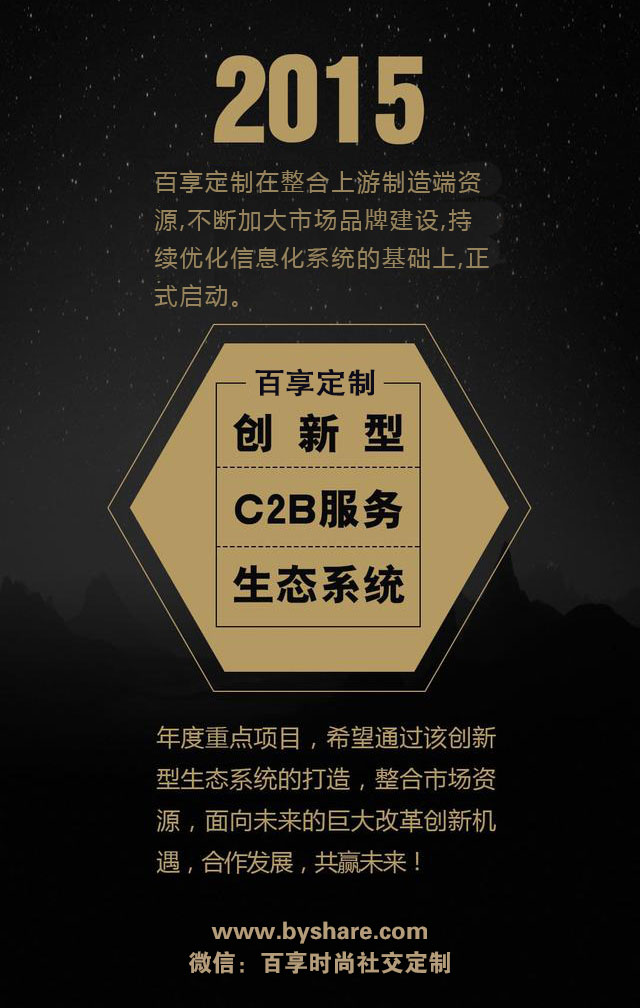 2015
百享定制在整合上游制造端资
源,不断加大市场品牌建设,持
续优化信息化系统的基础上,正
式启动。
百享定制
创新型
C2B服务
生态系统
年度重点项目，希望通过该创新
型生态系统的打造，整合市场资
源，面向未来的巨大改革创新机
遇，合作发展，共赢未来！
www.byshare.com
微信：百享时尚社交定制